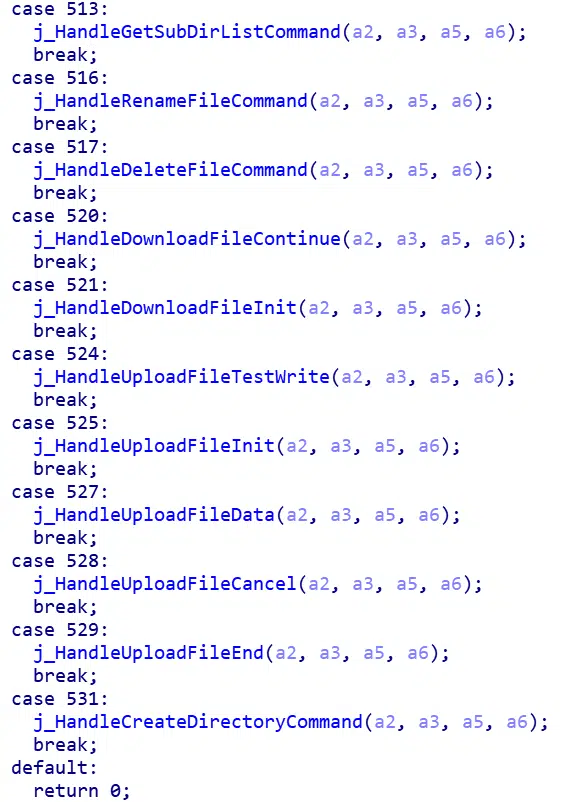 case 513:
j_HandleGetSubDirListCommand(a2, a3, a5, a6);
break;
case 516:
j_HandleRenameFileCommand(a2, a3, a5, a6);
break;
case 517:
j_HandleDeleteFileCommand(a2, a3, a5, a6);
break;
case 520:
j_HandleDownloadFileContinue(a2, a3, a5, a6);
break;
case 521:
j_HandleDownloadFileInit(a2, a3, a5, a6);
break;
case 524:
j_HandleUploadFileTestWrite(a2, a3, a5, a6);
break;
case 525:
j_HandleUploadFileInit(a2, a3, a5, a6);
break;
case 527:
j_HandleUploadFileData(a2, a3, a5, a6);
break;
case 528:
j_HandleUploadFileCancel(a2, a3, a5, a6);
break;
case 529:
j_HandleUploadFileEnd(a2, a3, a5, a6);
break;
case 531:
j_HandleCreateDirectoryCommand(a2, a3, a5, a6);
break;
default:
return 0;